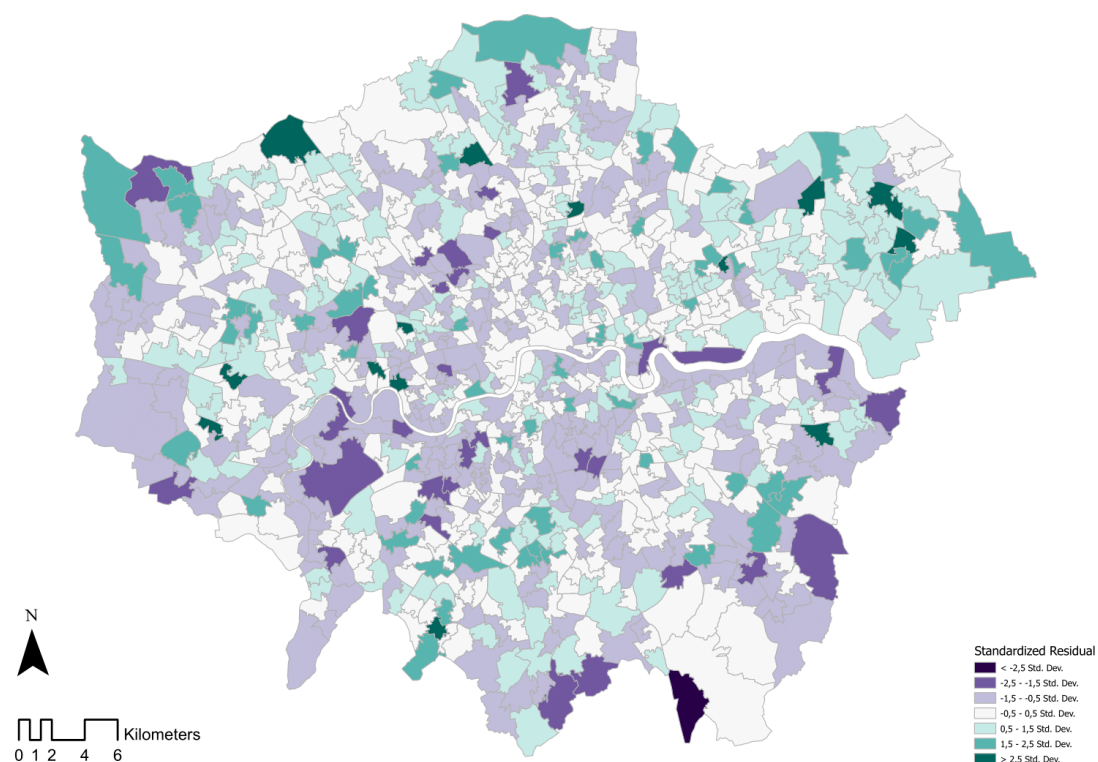 N
Kilometers
0 1 2 4 6
Standardized Residual
< -2,5 Std. Dev.
-2,5 - -1,5 Std. Dev.
-1,5 - -0,5 Std. Dev.
-0,5 - 0,5 Std. Dev.
0,5 - 1,5 Std. Dev.
1,5 - 2,5 Std. Dev.
> 2,5 Std. Dev.